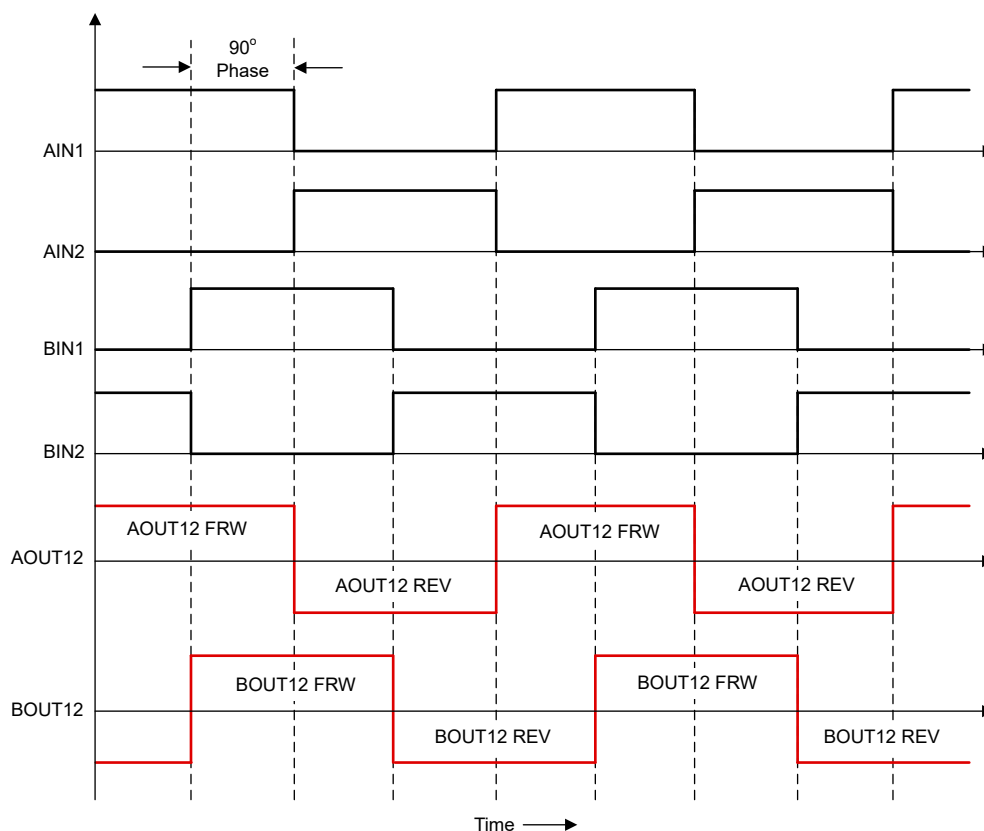 90°
Phase
AIN1
AIN2
BIN1
BIN2
AOUT12 FRW
AOUT12 FRW
AOUT12
AOUT12 REV
AOUT12 REV
BOUT12 FRW
BOUT12 FRW
BOUT12
BOUT12 REV
BOUT12 REV
Time